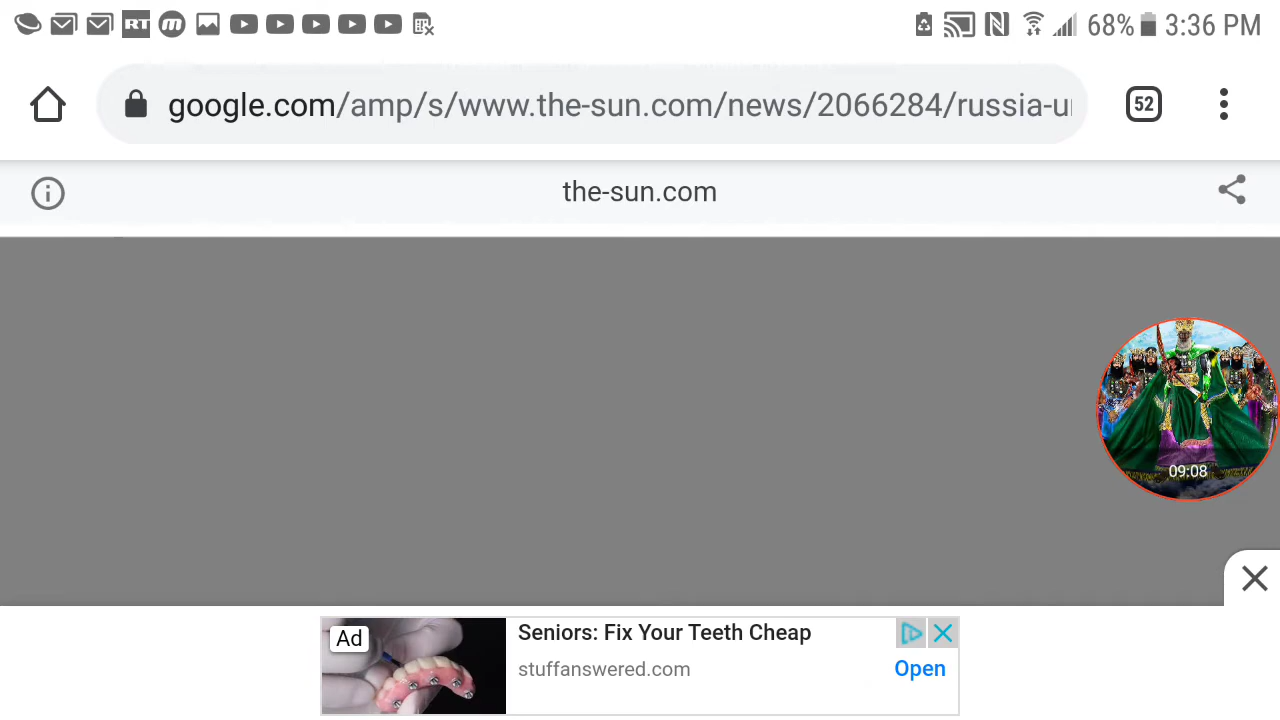 RT
m
68%
3:36 PM
google.com/amp/s/www.the-sun.com/news/2066284/russia-u
52
the-sun.com
09:08
Ad
Seniors: Fix Your Teeth Cheap
stuffanswered.com
Open